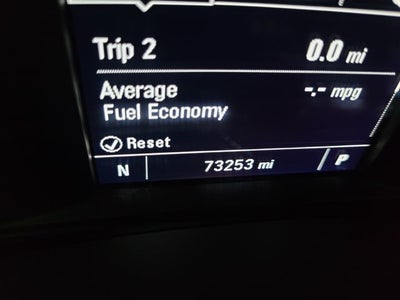 Trip 2 0.0 mi
Average -.- mpg
Fuel Economy
Reset
N 73253 mi P